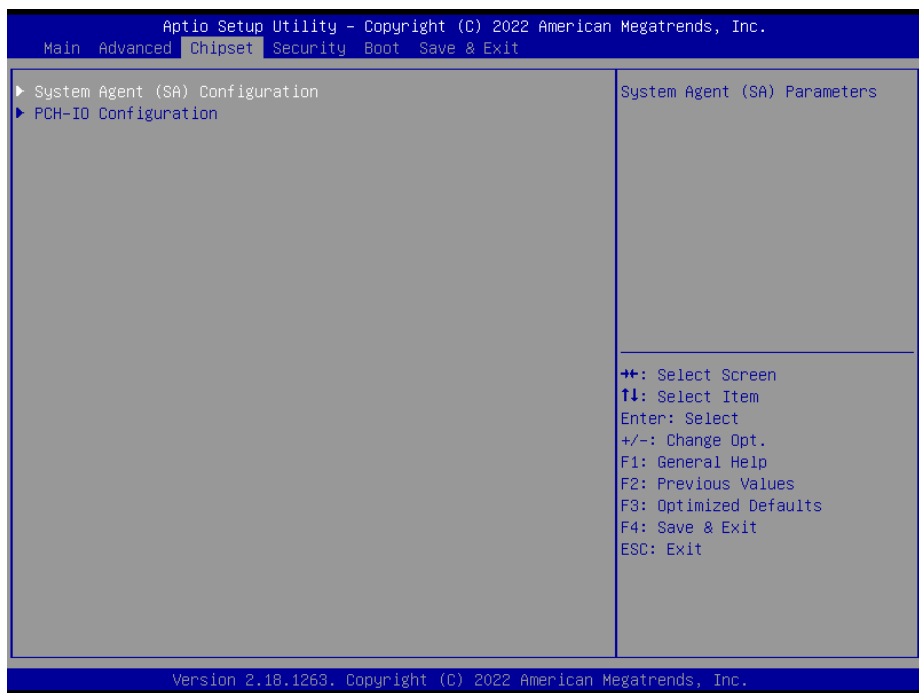 Aptio Setup Utility – Copyright (C) 2022 American Megatrends, Inc.
Main Advanced Chipset Security Boot Save & Exit
System Agent (SA) Configuration
PCH-IO Configuration
System Agent (SA) Parameters
→←: Select Screen
↑↓: Select Item
Enter: Select
+/-: Change Opt.
F1: General Help
F2: Previous Values
F3: Optimized Defaults
F4: Save & Exit
ESC: Exit
Version 2.18.1263. Copyright (C) 2022 American Megatrends, Inc.